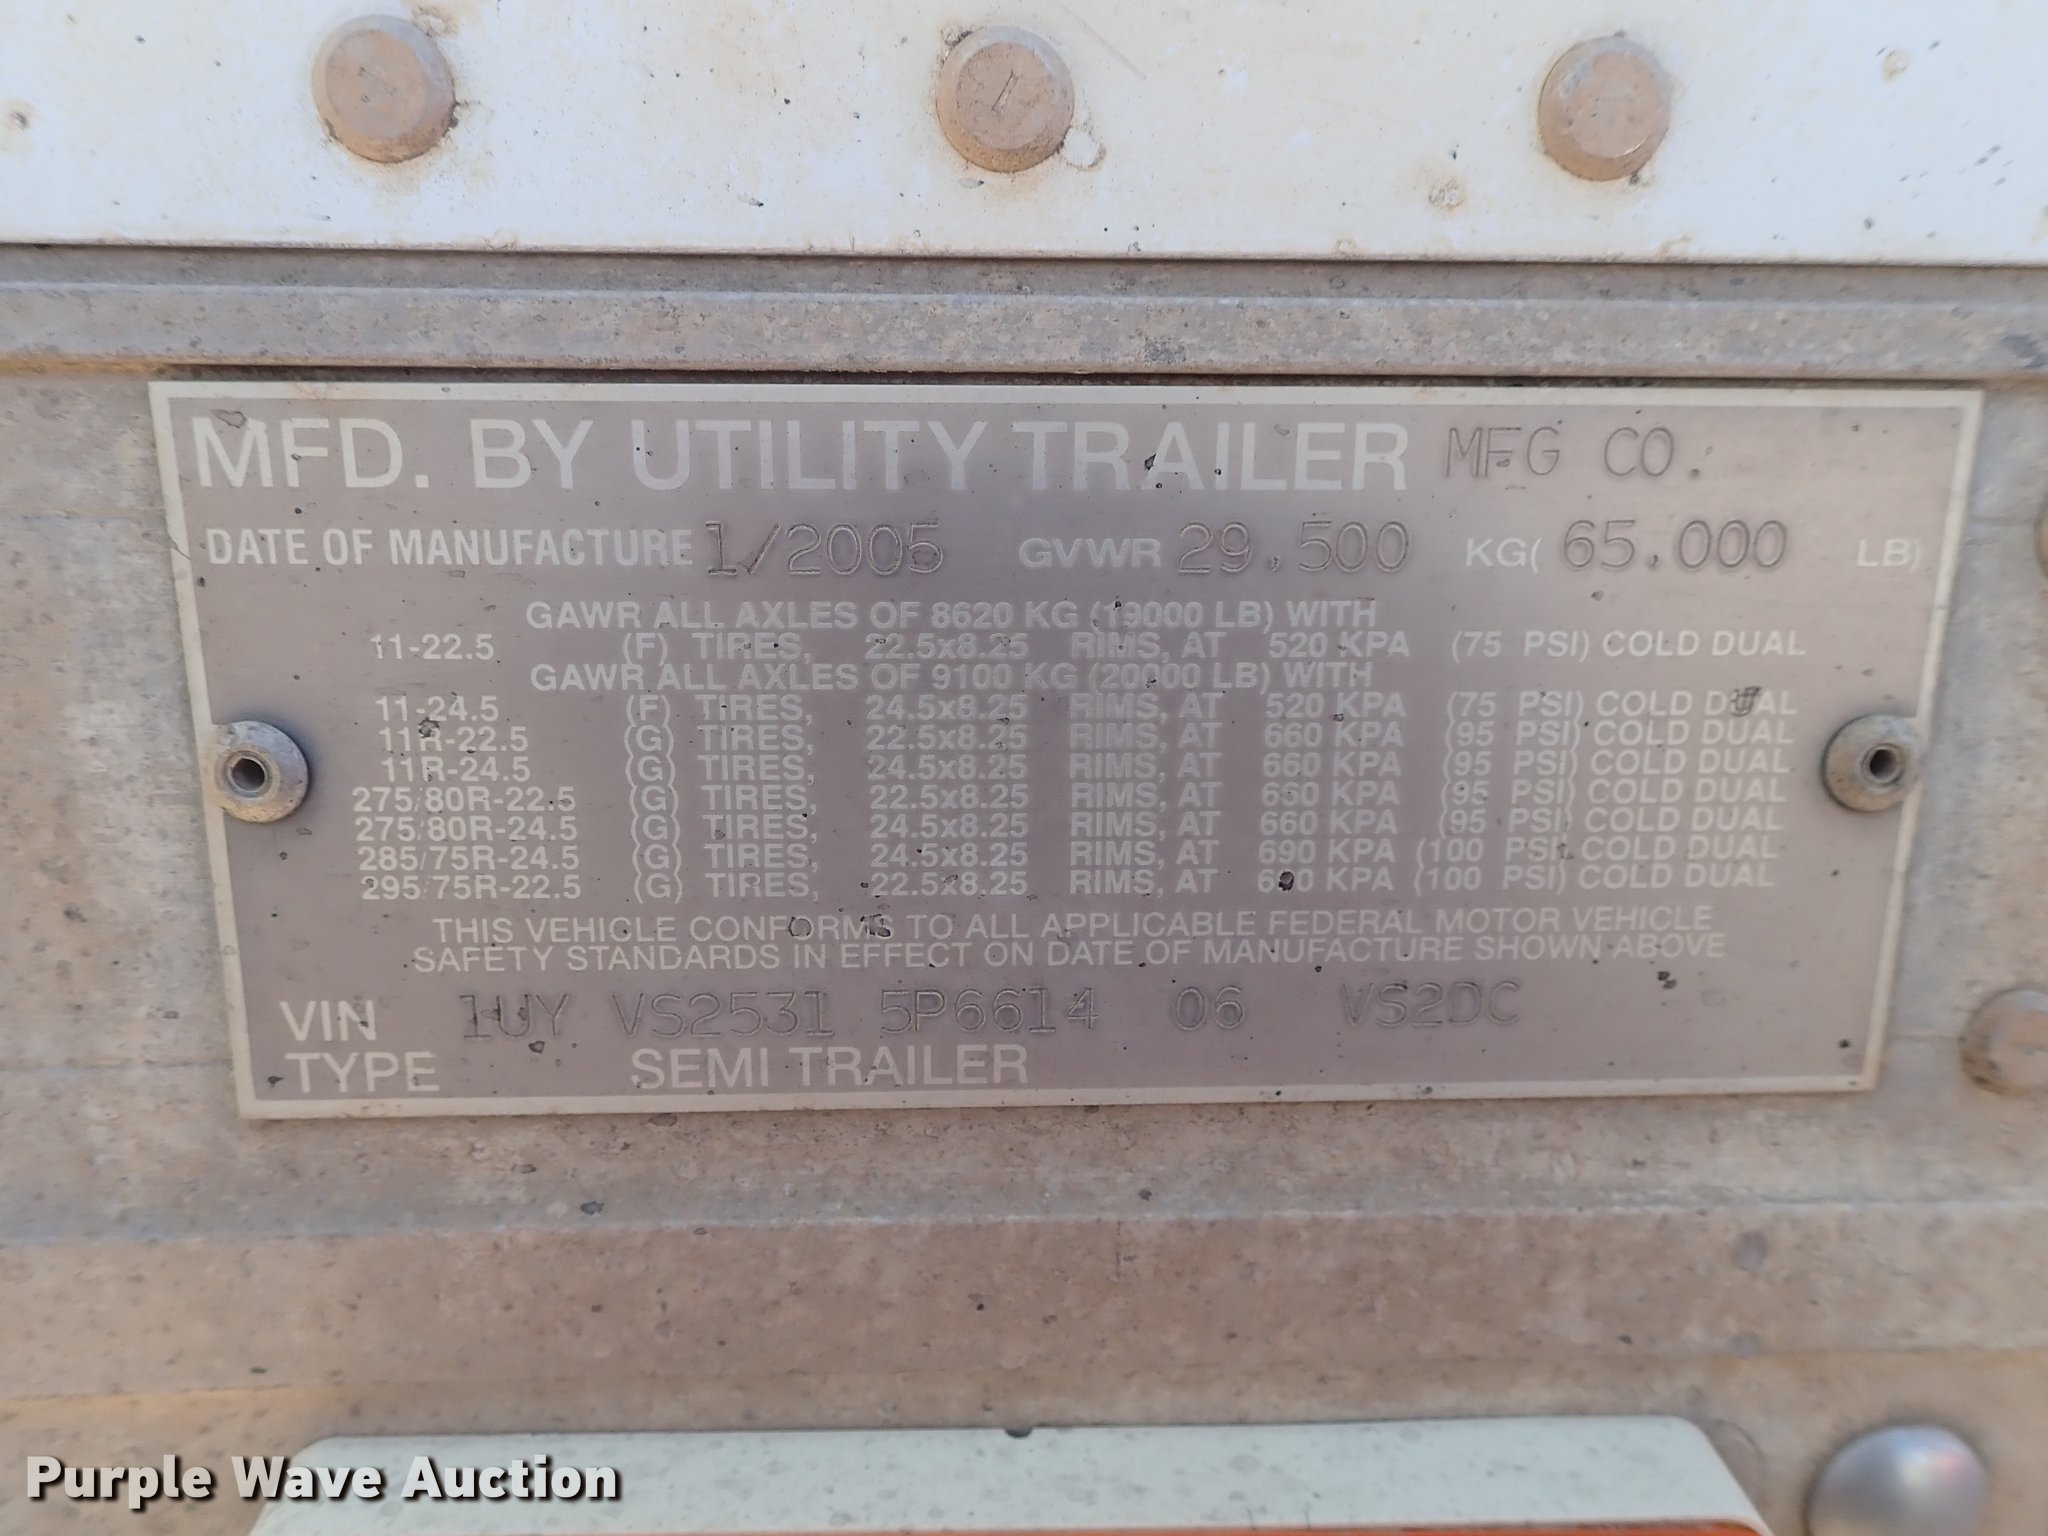 MFD. BY UTILITY TRAILER MFG CO.
DATE OF MANUFACTURE 1/2005 GVWR 29,500 KG( 65,000 LB)
GAWR ALL AXLES OF 8620 KG (19000 LB) WITH
11-22.5 (F) TIRES, 22.5x8.25 RIMS, AT 520 KPA (75 PSI) COLD DUAL
GAWR ALL AXLES OF 9100 KG (20000 LB) WITH
11-24.5 (F) TIRES, 24.5x8.25 RIMS, AT 520 KPA (75 PSI) COLD DUAL
11R-22.5 (G) TIRES, 22.5x8.25 RIMS, AT 660 KPA (95 PSI) COLD DUAL
11R-24.5 (G) TIRES, 24.5x8.25 RIMS, AT 660 KPA (95 PSI) COLD DUAL
275/80R-22.5 (G) TIRES, 22.5x8.25 RIMS, AT 660 KPA (95 PSI) COLD DUAL
275/80R-24.5 (G) TIRES, 24.5x8.25 RIMS, AT 660 KPA (95 PSI) COLD DUAL
285/75R-24.5 (G) TIRES, 24.5x8.25 RIMS, AT 690 KPA (100 PSI) COLD DUAL
295/75R-22.5 (G) TIRES, 22.5x8.25 RIMS, AT 690 KPA (100 PSI) COLD DUAL
THIS VEHICLE CONFORMS TO ALL APPLICABLE FEDERAL MOTOR VEHICLE
SAFETY STANDARDS IN EFFECT ON DATE OF MANUFACTURE SHOWN ABOVE
VIN 1UY VS2531 5P6614 06 VS2DC
TYPE SEMI TRAILER
Purple Wave Auction